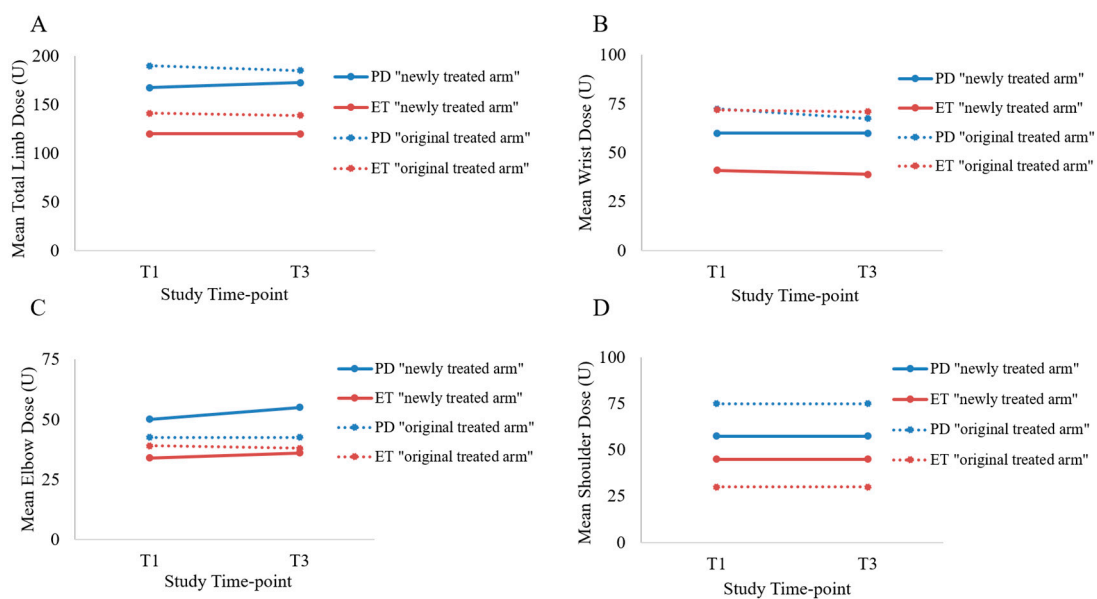 A
Mean Total Limb Dose (U)
200
150
100
50
0
T1
T3
Study Time-point
PD "newly treated arm"
ET "newly treated arm"
PD "original treated arm"
ET "original treated arm"
B
Mean Wrist Dose (U)
100
75
50
25
0
T1
T3
Study Time-point
PD "newly treated arm"
ET "newly treated arm"
PD "original treated arm"
ET "original treated arm"
C
Mean Elbow Dose (U)
75
50
25
0
T1
T3
Study Time-point
PD "newly treated arm"
ET "newly treated arm"
PD "original treated arm"
ET "original treated arm"
D
Mean Shoulder Dose (U)
100
75
50
25
0
T1
T3
Study Time-point
PD "newly treated arm"
ET "newly treated arm"
PD "original treated arm"
ET "original treated arm"